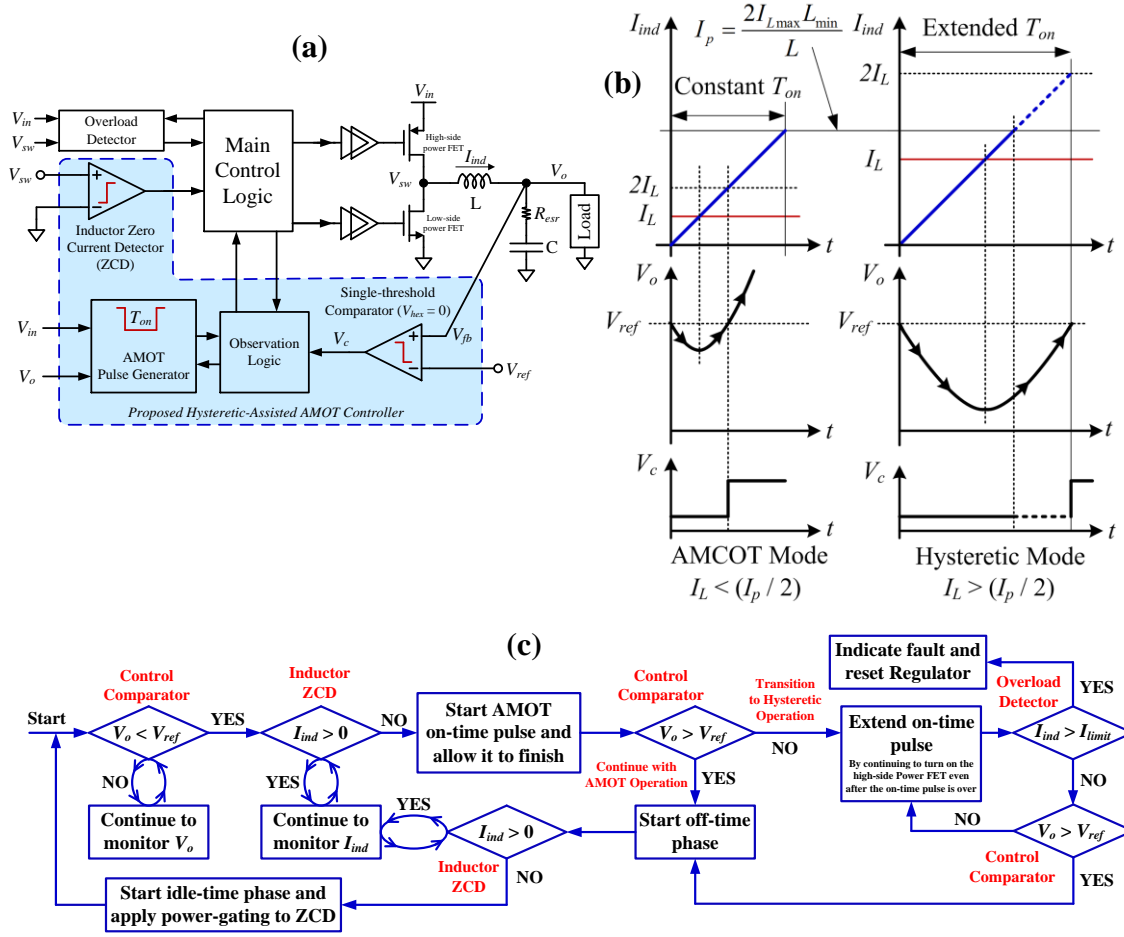 (a)
V_in
V_sw
Overload
Detector
Main
Control
Logic
V_in
High-side
power FET
I_ind
V_sw
L
V_o
R_esr
C
Load
Low-side
power FET
V_sw
+
−
Inductor Zero
Current Detector
(ZCD)
Single-threshold
Comparator (V_hex = 0)
V_in
V_o
T_on
AMOT
Pulse Generator
Observation
Logic
V_c
+
−
V_fb
V_ref
Proposed Hysteretic-Assisted AMOT Controller
(b)
I_ind
I_p = 2I_Lmax L_min / L
Constant T_on
2I_L
I_L
t
V_o
V_ref
t
V_c
t
AMCOT Mode
I_L < (I_p / 2)
I_ind
Extended T_on
2I_L
I_L
t
V_o
V_ref
t
V_c
t
Hysteretic Mode
I_L > (I_p / 2)
(c)
Start
Control
Comparator
V_o < V_ref
YES
NO
Continue to
monitor V_o
Inductor
ZCD
I_ind > 0
NO
YES
Continue to
monitor I_ind
YES
Start AMOT
on-time pulse and
allow it to finish
Control
Comparator
V_o > V_ref
Transition
to Hysteretic
Operation
NO
Continue with
AMOT Operation
YES
Start off-time
phase
I_ind > 0
Inductor
ZCD
NO
Start idle-time phase and
apply power-gating to ZCD
Indicate fault and
reset Regulator
Overload
Detector
YES
Extend on-time
pulse
By continuing to turn on the
high-side Power FET even
after the on-time pulse is over
I_ind > I_limit
NO
NO
V_o > V_ref
Control
Comparator
YES